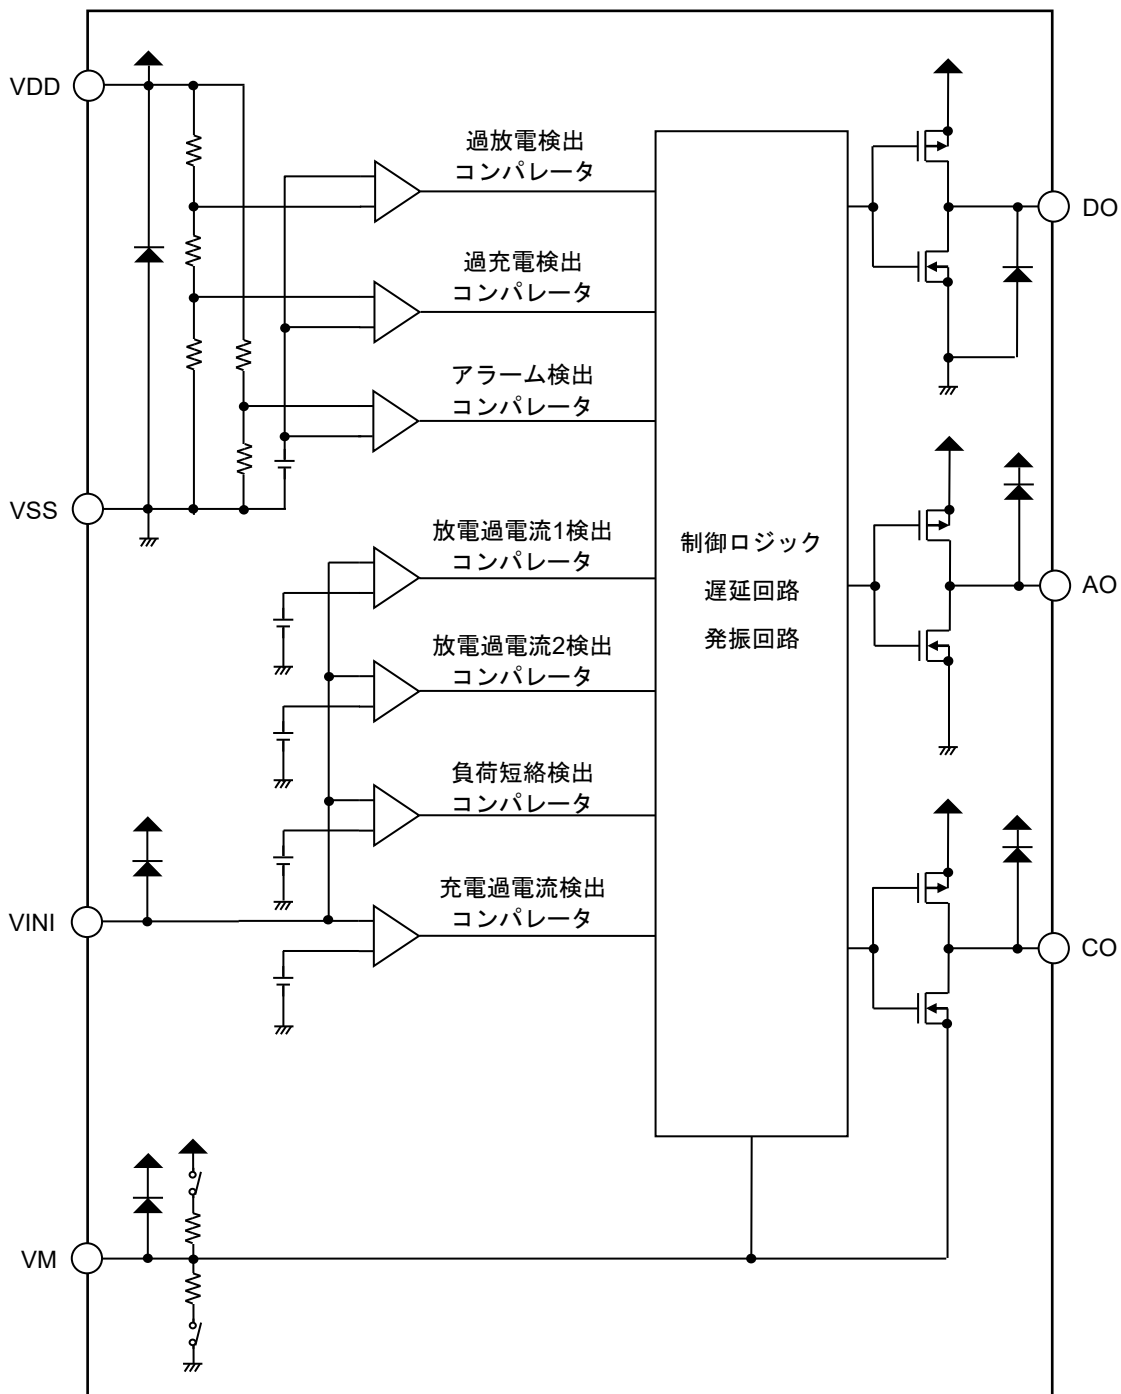 VDD
過放電検出
コンパレータ
DO
過充電検出
コンパレータ
アラーム検出
コンパレータ
VSS
放電過電流1検出
コンパレータ
制御ロジック
遅延回路
発振回路
AO
放電過電流2検出
コンパレータ
負荷短絡検出
コンパレータ
VINI
充電過電流検出
コンパレータ
CO
VM